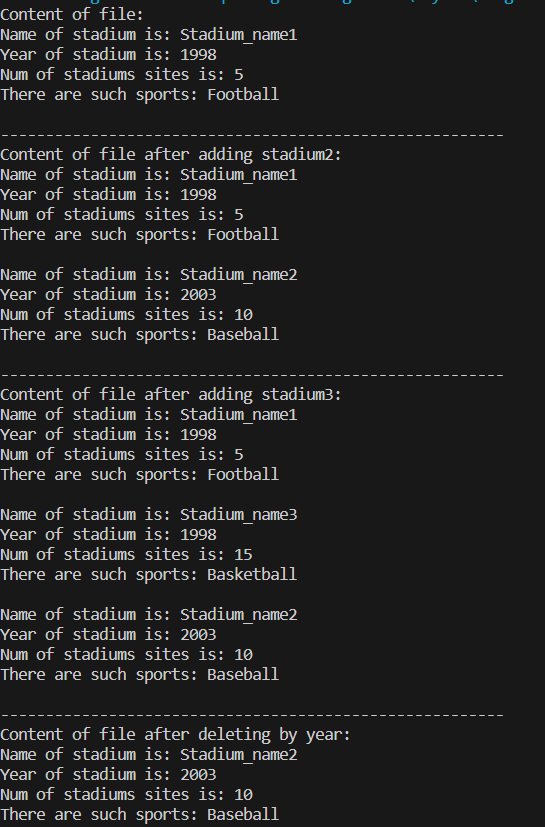 Content of file:
Name of stadium is: Stadium_name1
Year of stadium is: 1998
Num of stadiums sites is: 5
There are such sports: Football

--------------------------------------------------------
Content of file after adding stadium2:
Name of stadium is: Stadium_name1
Year of stadium is: 1998
Num of stadiums sites is: 5
There are such sports: Football

Name of stadium is: Stadium_name2
Year of stadium is: 2003
Num of stadiums sites is: 10
There are such sports: Baseball

--------------------------------------------------------
Content of file after adding stadium3:
Name of stadium is: Stadium_name1
Year of stadium is: 1998
Num of stadiums sites is: 5
There are such sports: Football

Name of stadium is: Stadium_name3
Year of stadium is: 1998
Num of stadiums sites is: 15
There are such sports: Basketball

Name of stadium is: Stadium_name2
Year of stadium is: 2003
Num of stadiums sites is: 10
There are such sports: Baseball

--------------------------------------------------------
Content of file after deleting by year:
Name of stadium is: Stadium_name2
Year of stadium is: 2003
Num of stadiums sites is: 10
There are such sports: Baseball